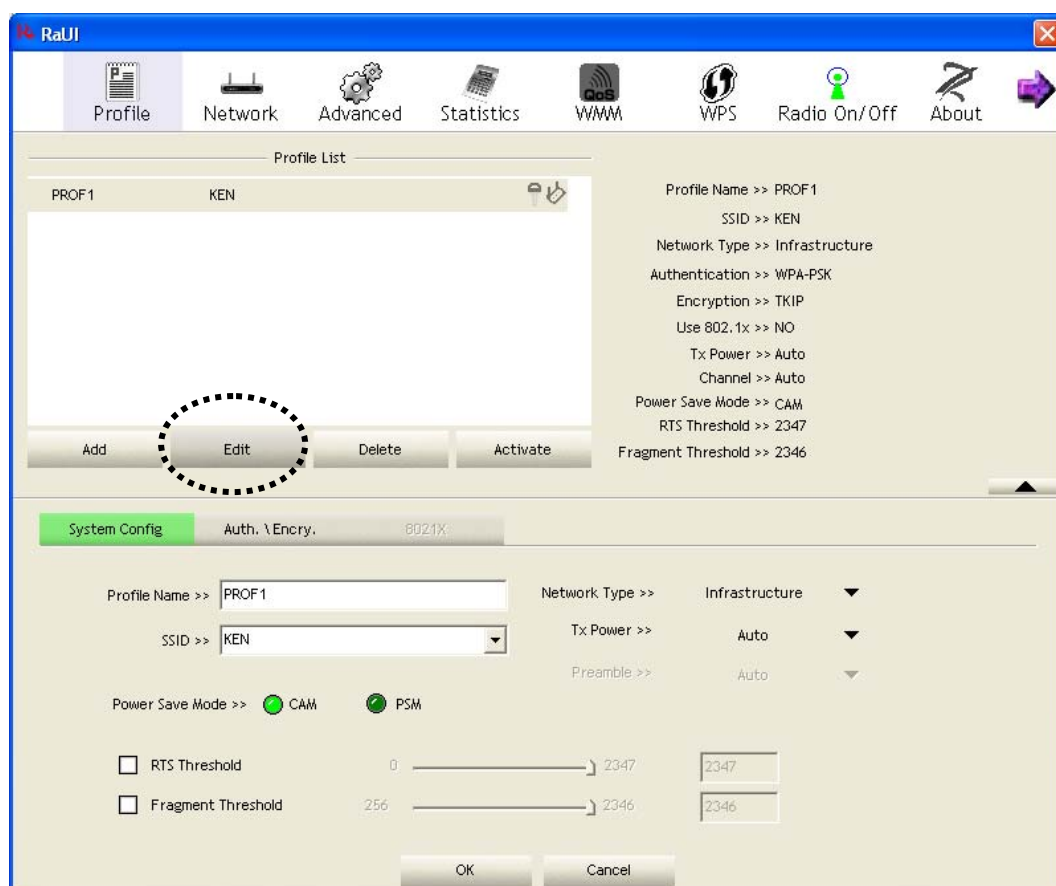 RaUI
Profile Network Advanced Statistics QoS WMM WPS Radio On/Off About
Profile List
PROF1 KEN
Add Edit Delete Activate
Profile Name >> PROF1
SSID >> KEN
Network Type >> Infrastructure
Authentication >> WPA-PSK
Encryption >> TKIP
Use 802.1x >> NO
Tx Power >> Auto
Channel >> Auto
Power Save Mode >> CAM
RTS Threshold >> 2347
Fragment Threshold >> 2346
System Config Auth. \ Encry. 8021X
Profile Name >> PROF1 Network Type >> Infrastructure
SSID >> KEN Tx Power >> Auto
Preamble >> Auto
Power Save Mode >> CAM PSM
RTS Threshold 0 2347 2347
Fragment Threshold 256 2346 2346
OK Cancel